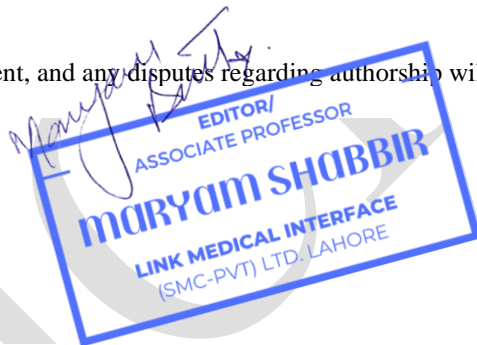 ent, and any disputes regarding authorship wil
Maryam
EDITOR/
ASSOCIATE PROFESSOR
MARYAM SHABBIR
LINK MEDICAL INTERFACE
(SMC-PVT) LTD. LAHORE